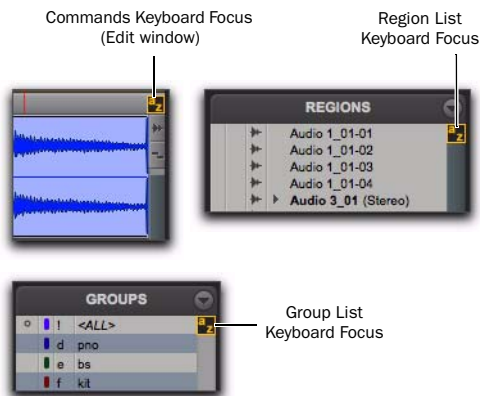 Commands Keyboard Focus
(Edit window)
Region List
Keyboard Focus
a z
REGIONS
a z
Audio 1_01-01
Audio 1_01-02
Audio 1_01-03
Audio 1_01-04
Audio 3_01 (Stereo)
GROUPS
! <ALL>
a z
d pno
e bs
f kit
Group List
Keyboard Focus